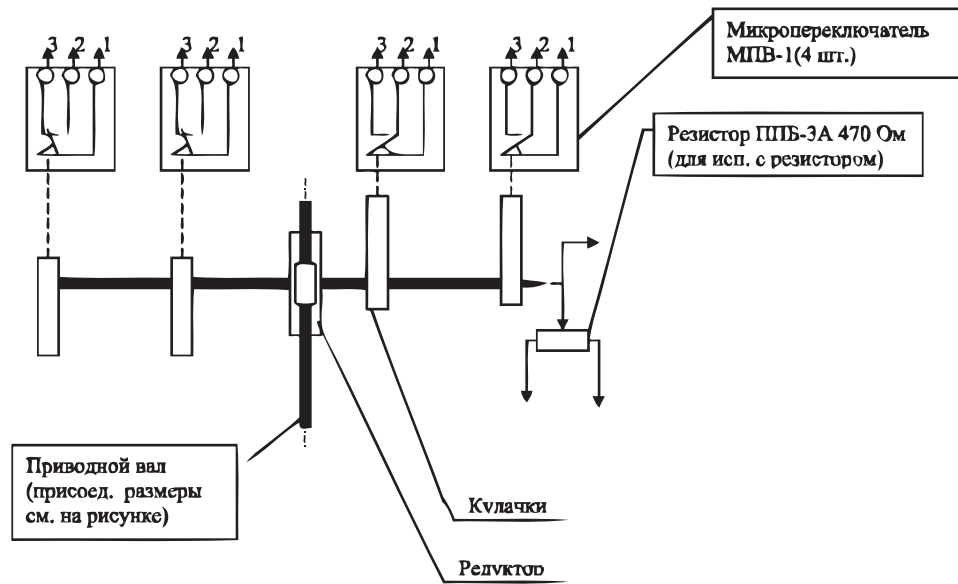 3 2 1
3 2 1
3 2 1
3 2 1
Микропереключатель
МПВ-1(4 шт.)
Резистор ППБ-3А 470 Ом
(для исп. с резистором)
Приводной вал
(присоед. размеры
см. на рисунке)
Кулачки
Редуктор